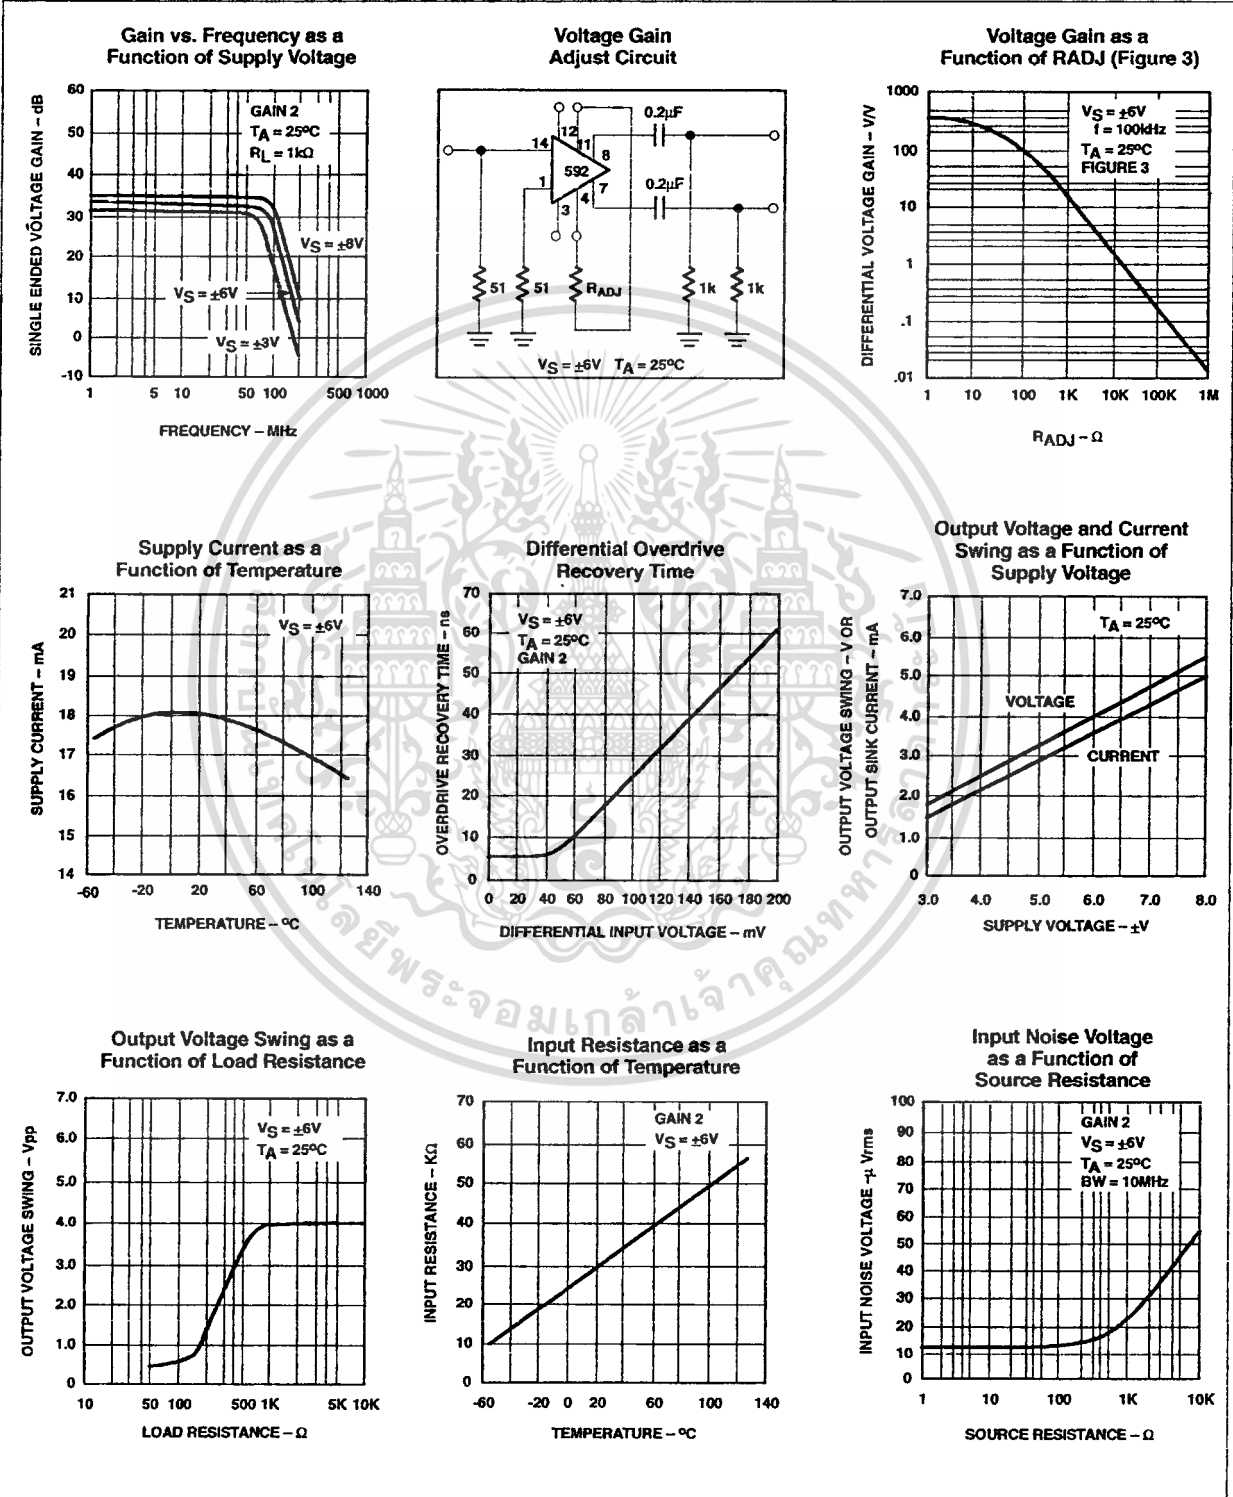 Gain vs. Frequency as a
Function of Supply Voltage
SINGLE ENDED VOLTAGE GAIN – dB
60
50
40
30
20
10
0
-10
GAIN 2
TA = 25°C
RL = 1kΩ
VS = ±8V
VS = ±6V
VS = ±3V
1 5 10 50 100 500 1000
FREQUENCY – MHz
Voltage Gain
Adjust Circuit
0.2µF
12
11
14
8
592
7
1
4
3
0.2µF
51
51
RADJ
1k
1k
VS = ±6V TA = 25°C
Voltage Gain as a
Function of RADJ (Figure 3)
DIFFERENTIAL VOLTAGE GAIN – V/V
1000
100
10
1
.1
.01
VS = ±6V
f = 100kHz
TA = 25°C
FIGURE 3
1 10 100 1K 10K 100K 1M
RADJ – Ω
Supply Current as a
Function of Temperature
SUPPLY CURRENT – mA
21
20
19
18
17
16
15
14
VS = ±6V
-60 -20 20 60 100 140
TEMPERATURE – °C
Differential Overdrive
Recovery Time
OVERDRIVE RECOVERY TIME – ns
70
60
50
40
30
20
10
0
VS = ±6V
TA = 25°C
GAIN 2
0 20 40 60 80 100 120 140 160 180 200
DIFFERENTIAL INPUT VOLTAGE – mV
Output Voltage and Current
Swing as a Function of
Supply Voltage
OUTPUT VOLTAGE SWING – V OR
OUTPUT SINK CURRENT – mA
7.0
6.0
5.0
4.0
3.0
2.0
1.0
0
TA = 25°C
VOLTAGE
CURRENT
3.0 4.0 5.0 6.0 7.0 8.0
SUPPLY VOLTAGE – ±V
Output Voltage Swing as a
Function of Load Resistance
OUTPUT VOLTAGE SWING – Vpp
7.0
6.0
5.0
4.0
3.0
2.0
1.0
0
VS = ±6V
TA = 25°C
10 50 100 500 1K 5K 10K
LOAD RESISTANCE – Ω
Input Resistance as a
Function of Temperature
INPUT RESISTANCE – KΩ
70
60
50
40
30
20
10
0
GAIN 2
VS = ±6V
-60 -20 0 20 60 100 140
TEMPERATURE – °C
Input Noise Voltage
as a Function of
Source Resistance
INPUT NOISE VOLTAGE – µ Vrms
100
90
80
70
60
50
40
30
20
10
0
GAIN 2
VS = ±6V
TA = 25°C
BW = 10MHz
1 10 100 1K 10K
SOURCE RESISTANCE – Ω